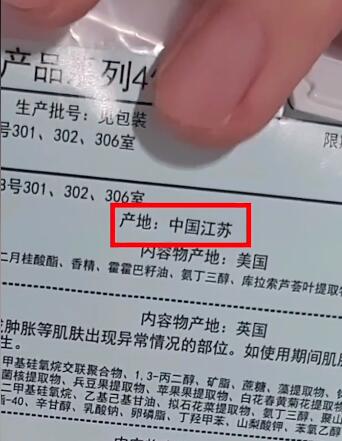 产品系列4
生产批号：见包装
限
号301、302、306室
3号301、302、306室
产地：中国江苏
内容物产地：美国
二月桂酸酯、香精、霍霍巴籽油、氨丁三醇、库拉索芦荟叶提取物
内容物产地：英国
肿胀等肌肤出现异常情况的部位。如使用期间肌肤
生。
甲基硅氧烷交联聚合物、1,3-丙二醇、矿脂、蔗糖、藻提取物、
菌核提取物、兵豆果提取物、苹果果提取物、白花春黄菊花提取
二甲基硅氧烷、乙基己基甘油、拟石花菜提取物、氨丁三醇、聚山
-40、辛甘醇、乳酸钠、卵磷脂、丁羟甲苯、山梨酸钾、苯氧乙醇